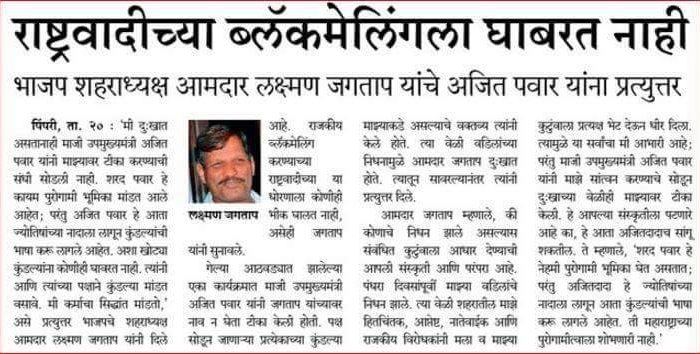 राष्ट्रवादीच्या ब्लॅकमेलिंगला घाबरत नाही
भाजप शहराध्यक्ष आमदार लक्ष्मण जगताप यांचे अजित पवार यांना प्रत्युत्तर
पिंपरी, ता. २० : 'मी दुःखात
असतानाही माजी उपमुख्यमंत्री अजित
पवार यांनी माझ्यावर टीका करण्याची
संधी सोडली नाही. शरद पवार हे
कायम पुरोगामी भूमिका मांडत आले
आहेत; परंतु अजित पवार हे आता
ज्योतिषांच्या नादाला लागून कुंडल्यांची
भाषा करू लागले आहेत. अशा खोट्या
कुंडल्यांना कोणीही घाबरत नाही. त्यांनी
आणि त्यांच्या पक्षाने कुंडल्या मांडत
बसावे. मी कर्माचा सिद्धांत मांडतो,'
असे प्रत्युत्तर भाजपचे शहराध्यक्ष
आमदार लक्ष्मण जगताप यांनी दिले
लक्ष्मण जगताप
आहे. राजकीय
ब्लॅकमेलिंग
करण्याच्या
राष्ट्रवादीच्या या
धोरणाला कोणीही
भीक घालत नाही,
असेही जगताप
यांनी सुनावले.
गेल्या आठवड्यात झालेल्या
एका कार्यक्रमात माजी उपमुख्यमंत्री
अजित पवार यांनी जगताप यांच्यावर
नाव न घेता टीका केली होती. पक्ष
सोडून जाणाऱ्या प्रत्येकाच्या कुंडल्या
माझ्याकडे असल्याचे वक्तव्य त्यांनी
केले होते. त्या वेळी वडिलांच्या
निधनामुळे आमदार जगताप दुःखात
होते. त्यातून सावरल्यानंतर त्यांनी
प्रत्युत्तर दिले.
आमदार जगताप म्हणाले, की
कोणाचे निधन झाले असल्यास
संबंधित कुटुंबाला आधार देण्याची
आपली संस्कृती आणि परंपरा आहे.
पंधरा दिवसांपूर्वी माझ्या वडिलांचे
निधन झाले. त्या वेळी शहरातील माझे
हितचिंतक, आप्तेष्ट, नातेवाईक आणि
राजकीय विरोधकांनी मला व माझ्या
कुटुंबाला प्रत्यक्ष भेट देऊन धीर दिला.
त्यामुळे या सर्वांचा मी आभारी आहे;
परंतु माजी उपमुख्यमंत्री अजित पवार
यांनी माझे सांत्वन करण्याचे सोडून
दुःखाच्या वेळीही माझ्यावर टीका
केली. हे आपल्या संस्कृतीला पटणारे
आहे का, हे आता अजितदादाच सांगू
शकतील. ते म्हणाले, 'शरद पवार हे
नेहमी पुरोगामी भूमिका घेत असतात;
परंतु अजितदादा हे ज्योतिषांच्या
नादाला लागून आता कुंडल्यांची भाषा
करू लागले आहेत. ती महाराष्ट्राच्या
पुरोगामीत्वाला शोभणारी नाही.'